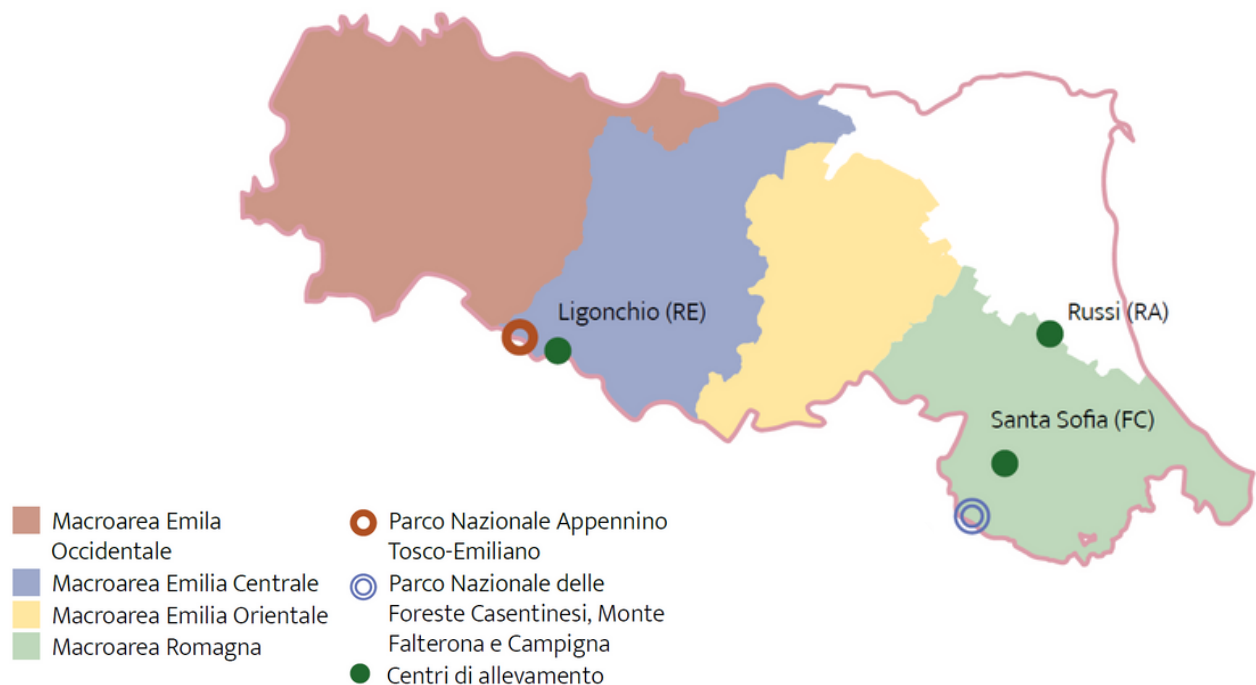 Ligonchio (RE)
Russi (RA)
Santa Sofia (FC)
Macroarea Emila
Occidentale
Macroarea Emilia Centrale
Macroarea Emilia Orientale
Macroarea Romagna
Parco Nazionale Appennino
Tosco-Emiliano
Parco Nazionale delle
Foreste Casentinesi, Monte
Falterona e Campigna
Centri di allevamento